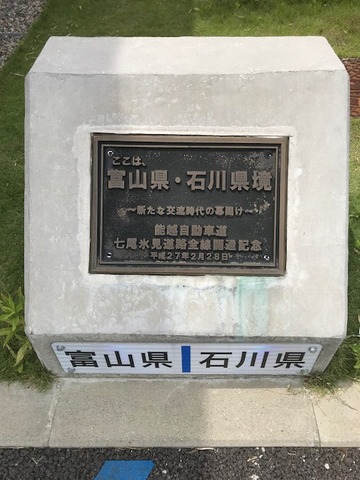 ここは、
富山県・石川県境
～新たな交流時代の幕開け～
能越自動車道
七尾氷見道路全線開通記念
平成27年2月28日
富山県 石川県